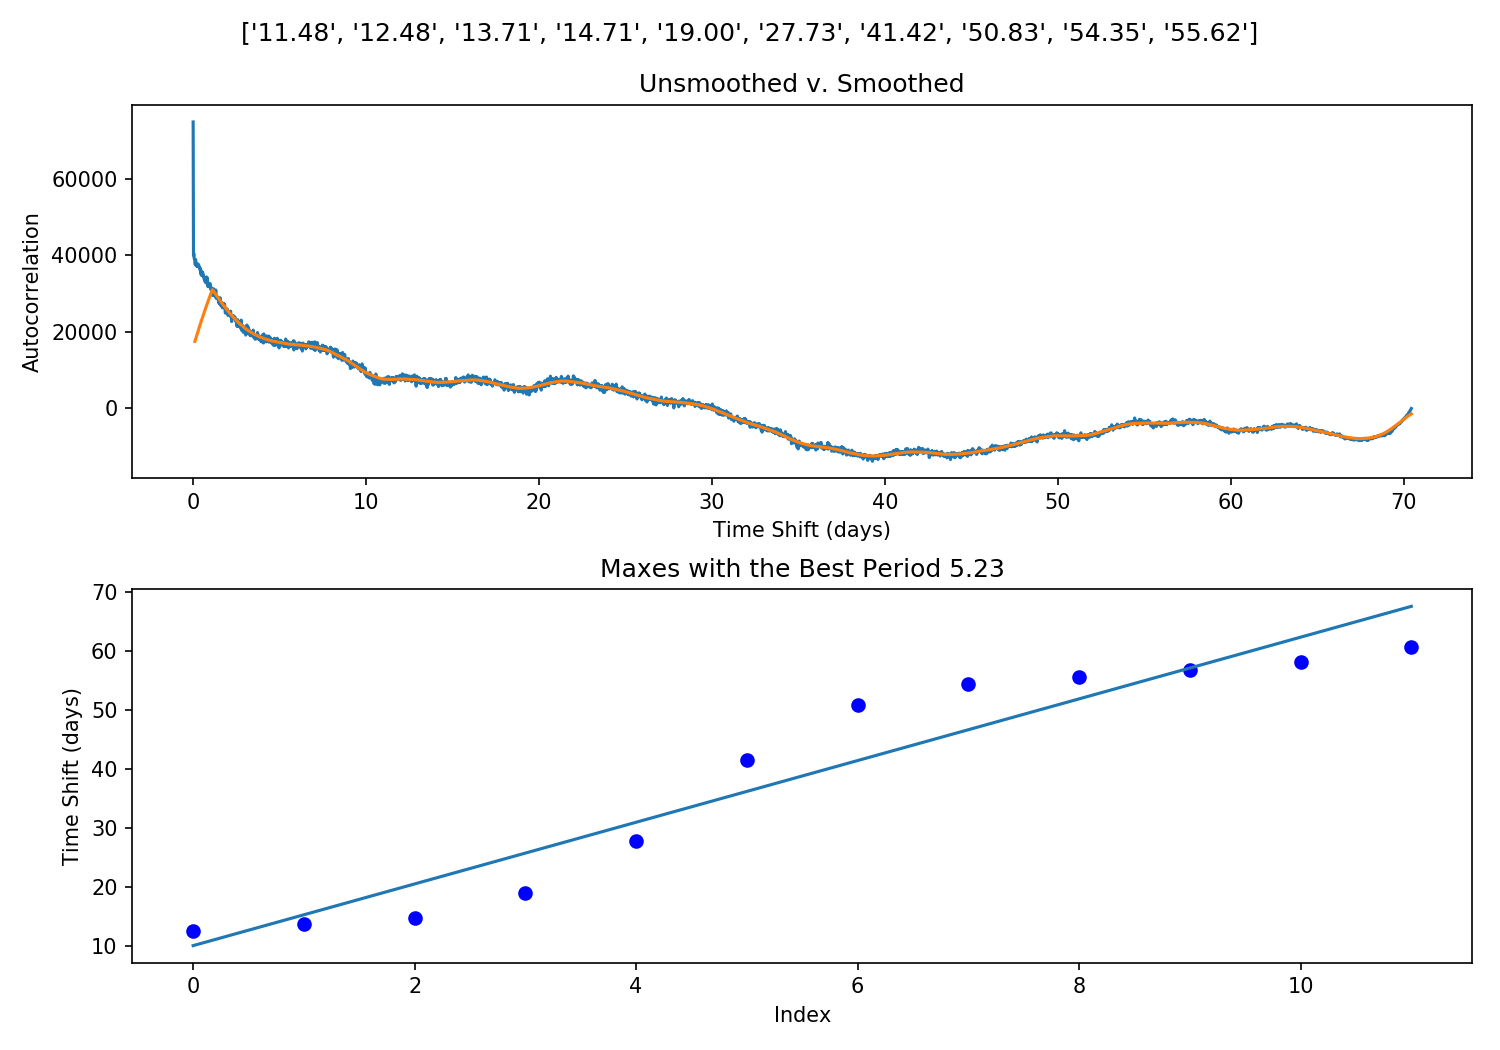 ['11.48', '12.48', '13.71', '14.71', '19.00', '27.73', '41.42', '50.83', '54.35', '55.62']
Unsmoothed v. Smoothed
Autocorrelation
60000
40000
20000
0
0 10 20 30 40 50 60 70
Time Shift (days)
Maxes with the Best Period 5.23
Time Shift (days)
70
60
50
40
30
20
10
0 2 4 6 8 10
Index